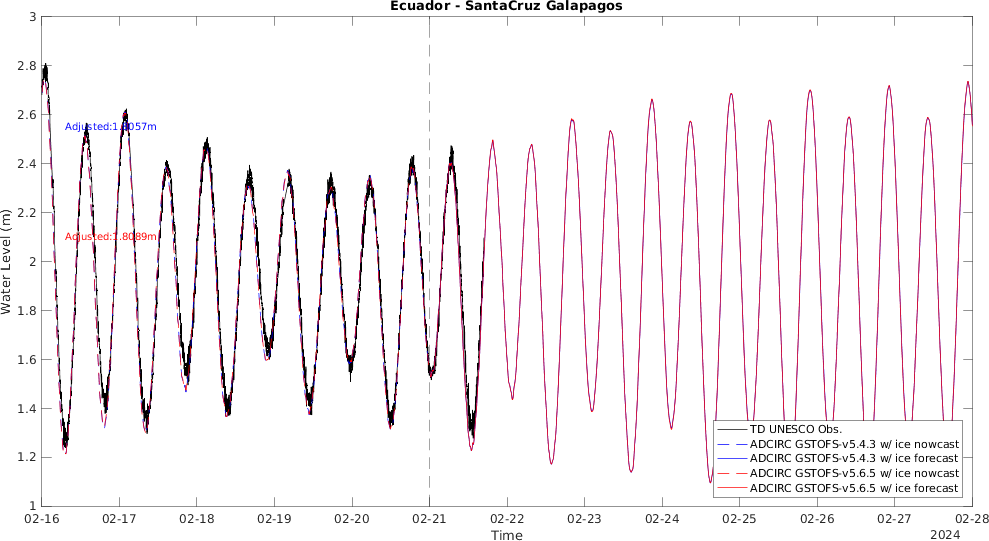 Ecuador - SantaCruz Galapagos
3
2.8
2.6
2.4
2.2
2
1.8
1.6
1.4
1.2
1
Water Level (m)
Adjusted:1.8057m
Adjusted:1.8089m
TD UNESCO Obs.
ADCIRC GSTOFS-v5.4.3 w/ ice nowcast
ADCIRC GSTOFS-v5.4.3 w/ ice forecast
ADCIRC GSTOFS-v5.6.5 w/ ice nowcast
ADCIRC GSTOFS-v5.6.5 w/ ice forecast
02-16 02-17 02-18 02-19 02-20 02-21 02-22 02-23 02-24 02-25 02-26 02-27 02-28
Time
2024